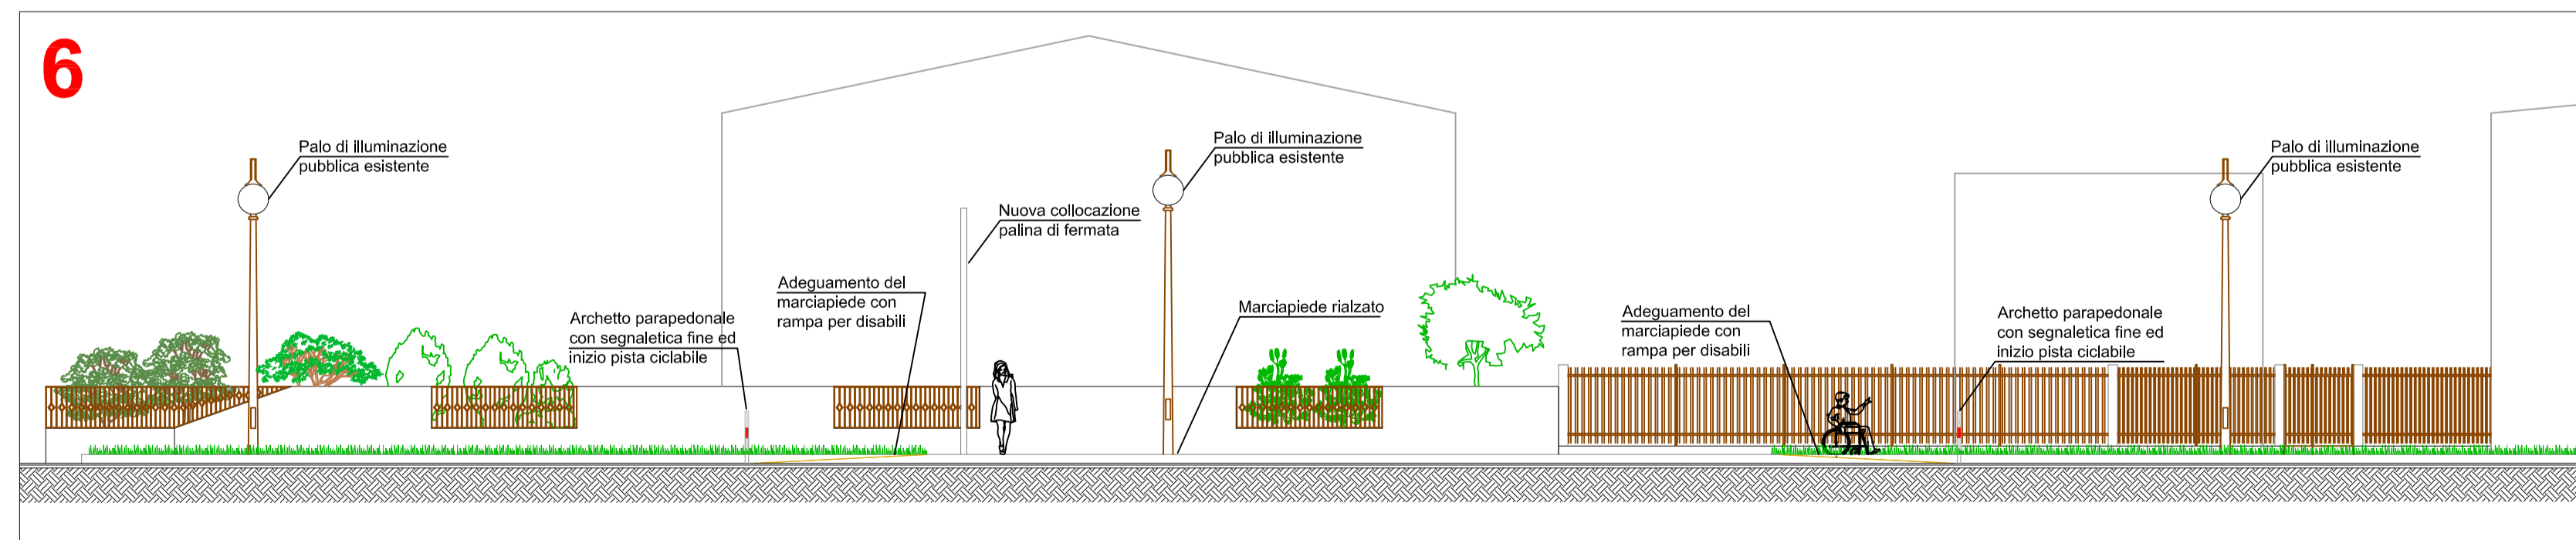 6
Palo di illuminazione
pubblica esistente
Archetto parapedonale
con segnaletica fine ed
inizio pista ciclabile
Adeguamento del
marciapiede con
rampa per disabili
Nuova collocazione
palina di fermata
Palo di illuminazione
pubblica esistente
Marciapiede rialzato
Adeguamento del
marciapiede con
rampa per disabili
Archetto parapedonale
con segnaletica fine ed
inizio pista ciclabile
Palo di illuminazione
pubblica esistente